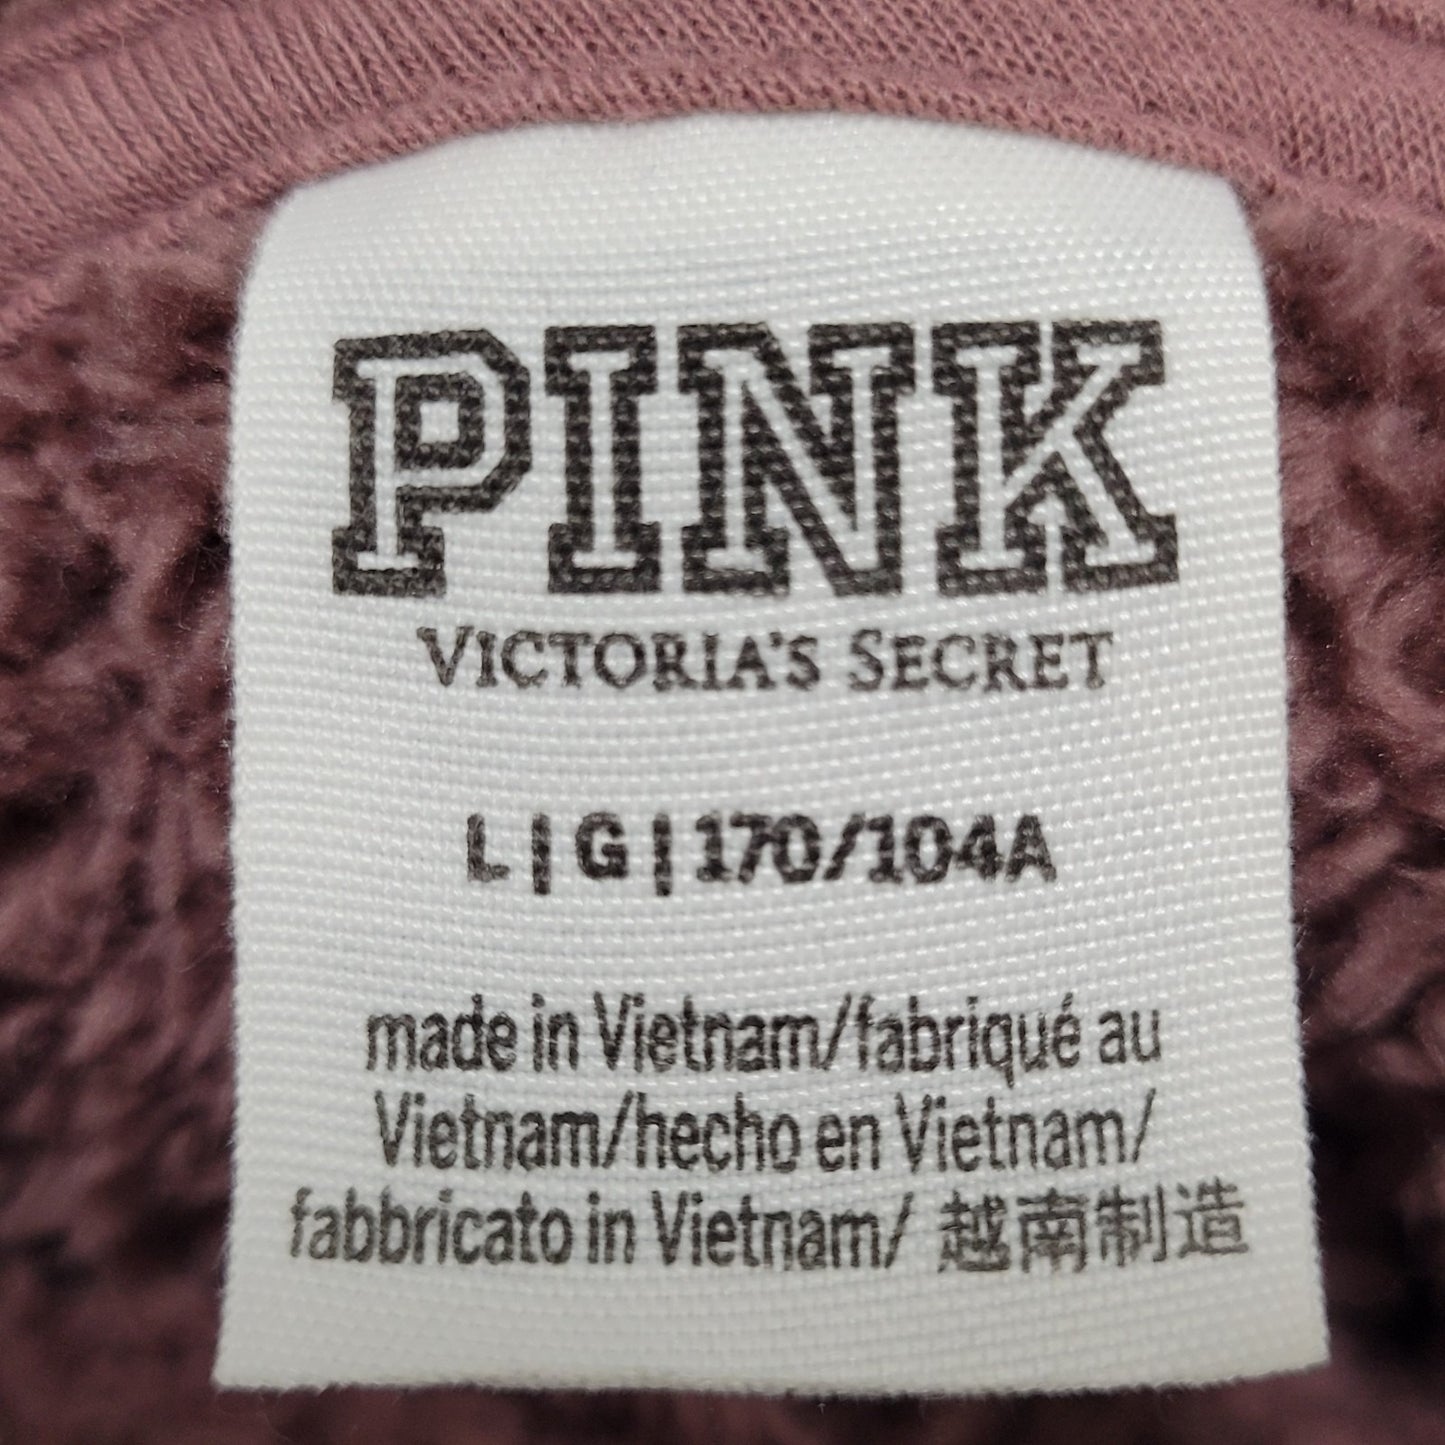 PINK
VICTORIA'S SECRET
L | G | 170/104A
made in Vietnam/fabriqué au
Vietnam/hecho en Vietnam/
fabbricato in Vietnam/ 越南制造